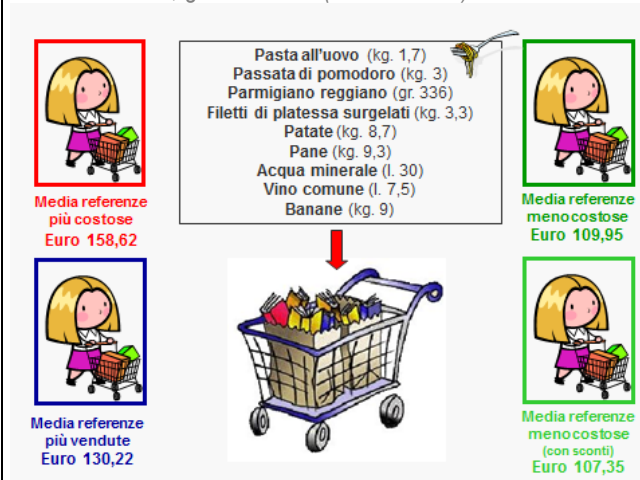 Pasta all'uovo (kg. 1,7)
Passata di pomodoro (kg. 3)
Parmigiano reggiano (gr. 336)
Filetti di platessa surgelati (kg. 3,3)
Patate (kg. 8,7)
Pane (kg. 9,3)
Acqua minerale (l. 30)
Vino comune (l. 7,5)
Banane (kg. 9)
Media referenze
più costose
Euro 158,62
Media referenze
meno costose
Euro 109,95
Media referenze
più vendute
Euro 130,22
Media referenze
meno costose
(con sconti)
Euro 107,35